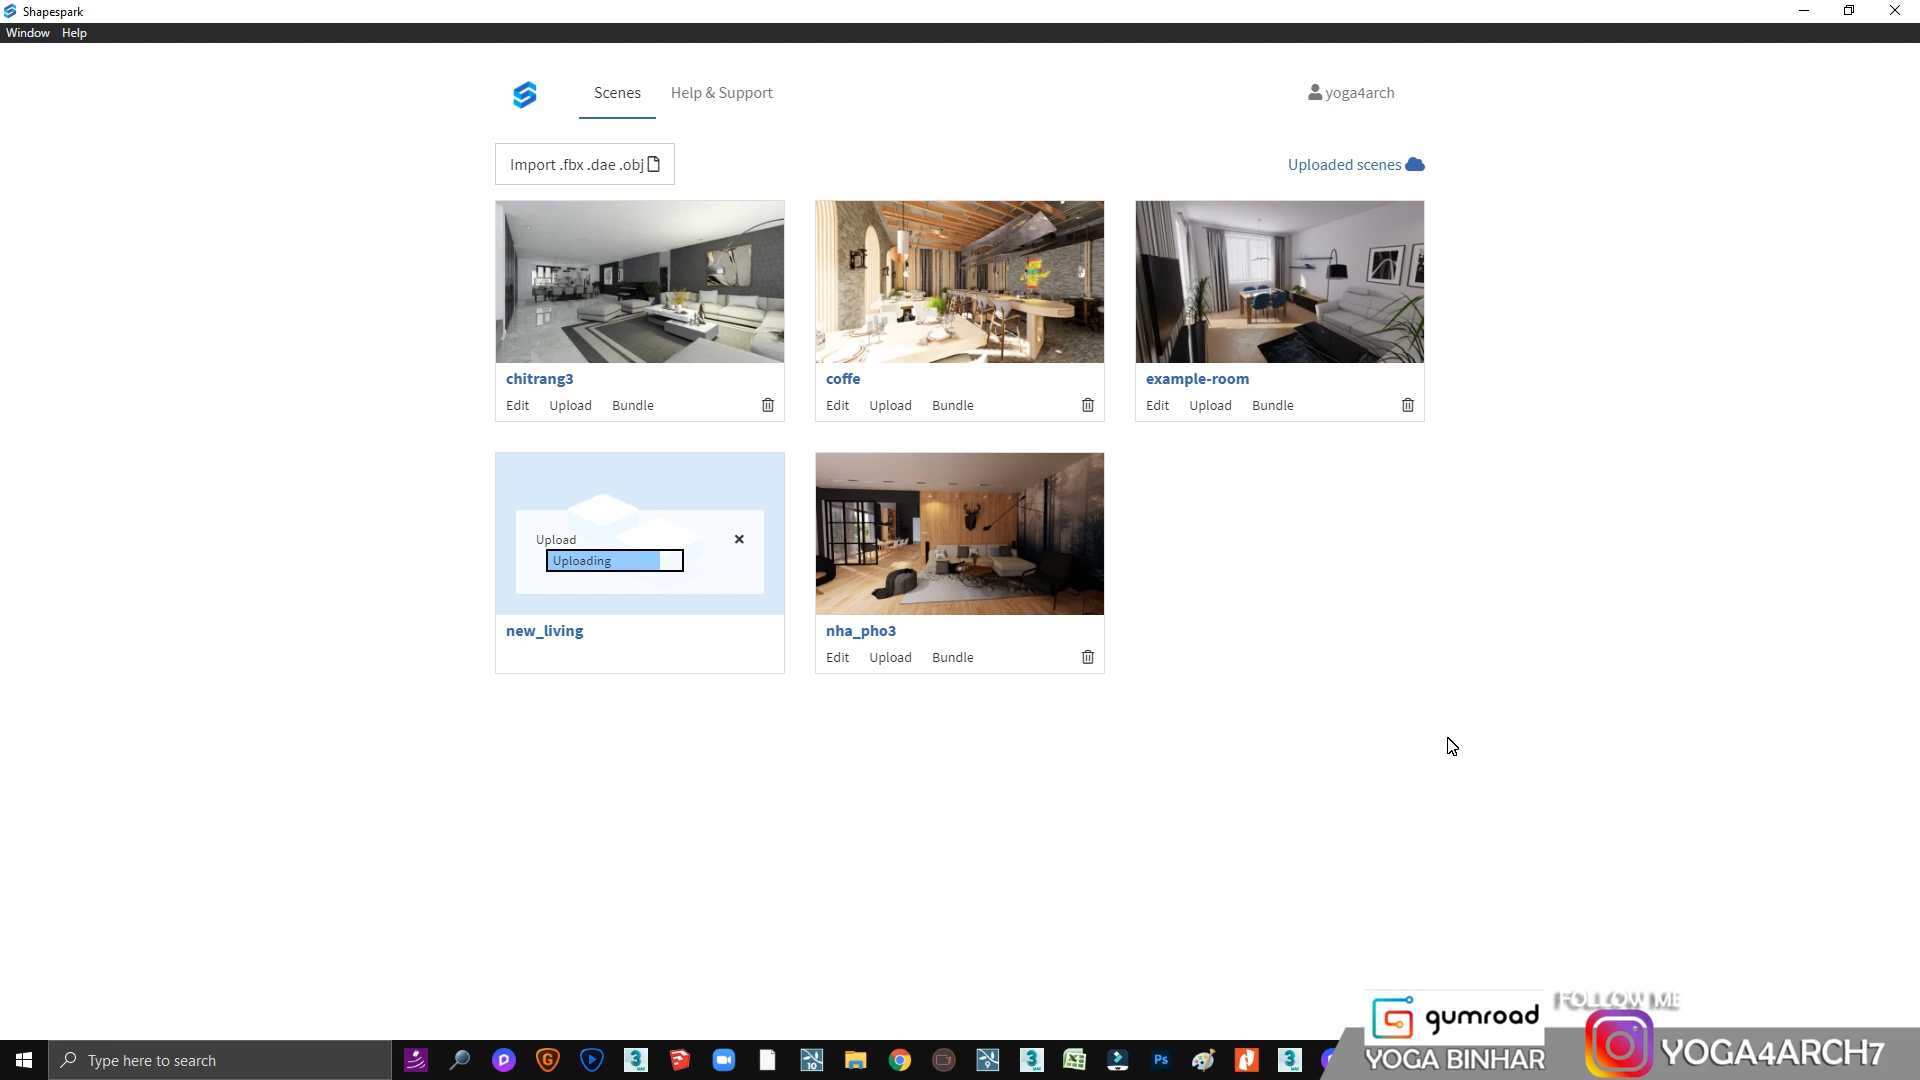 Shapespark
Window Help
Scenes Help & Support yoga4arch
Import .fbx .dae .obj Uploaded scenes
chitrang3
Edit Upload Bundle
coffe
Edit Upload Bundle
example-room
Edit Upload Bundle
Upload
Uploading
new_living
nha_pho3
Edit Upload Bundle
Type here to search
gumroad
YOGA BINHAR
FOLLOW ME
YOGA4ARCH7